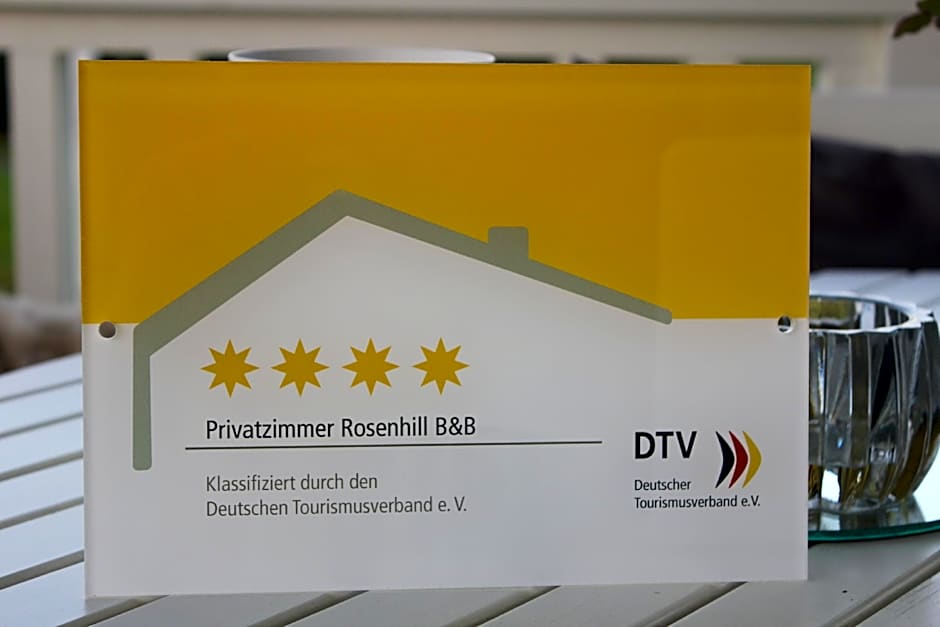 Privatzimmer Rosenhill B&B
Klassifiziert durch den
Deutschen Tourismusverband e. V.
DTV
Deutscher
Tourismusverband e.V.